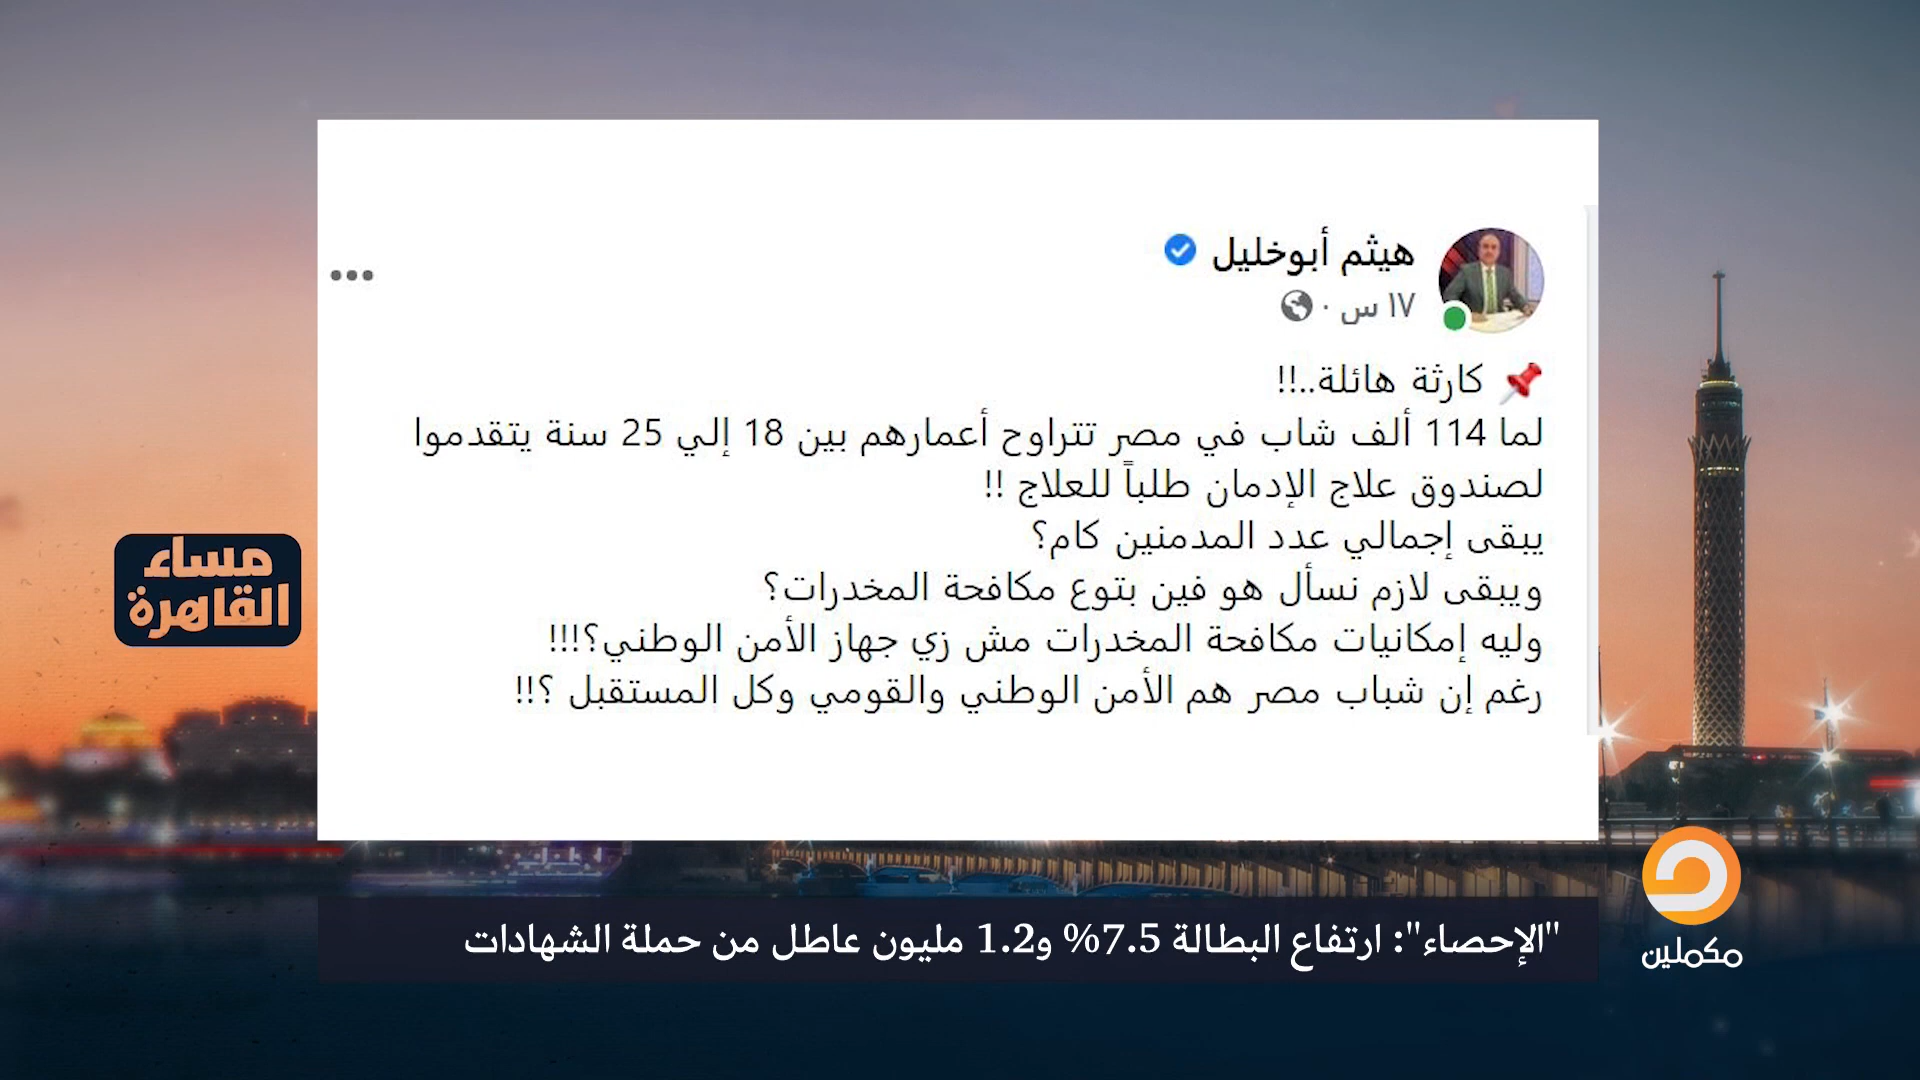 هيثم أبوخليل
١٧ س ·
📌 كارثة هائلة..!!
لما 114 ألف شاب في مصر تتراوح أعمارهم بين 18 إلي 25 سنة يتقدموا
لصندوق علاج الإدمان طلباً للعلاج !!
يبقى إجمالي عدد المدمنين كام؟
ويبقى لازم نسأل هو فين بتوع مكافحة المخدرات؟
وليه إمكانيات مكافحة المخدرات مش زي جهاز الأمن الوطني؟!!!
رغم إن شباب مصر هم الأمن الوطني والقومي وكل المستقبل ؟!!
مساء
القاهرة
"الإحصاء": ارتفاع البطالة 7.5% و1.2 مليون عاطل من حملة الشهادات
مكملين